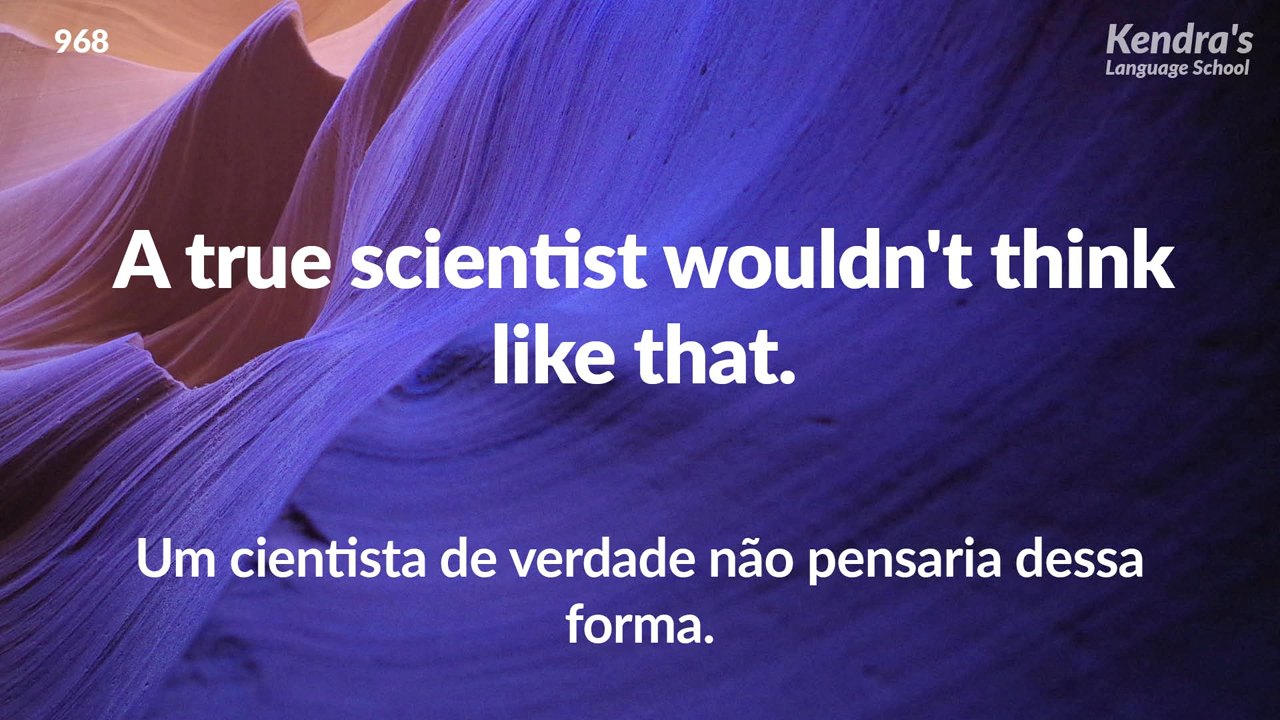 968
Kendra's
Language School
A true scientist wouldn't think
like that.
Um cientista de verdade não pensaria dessa
forma.